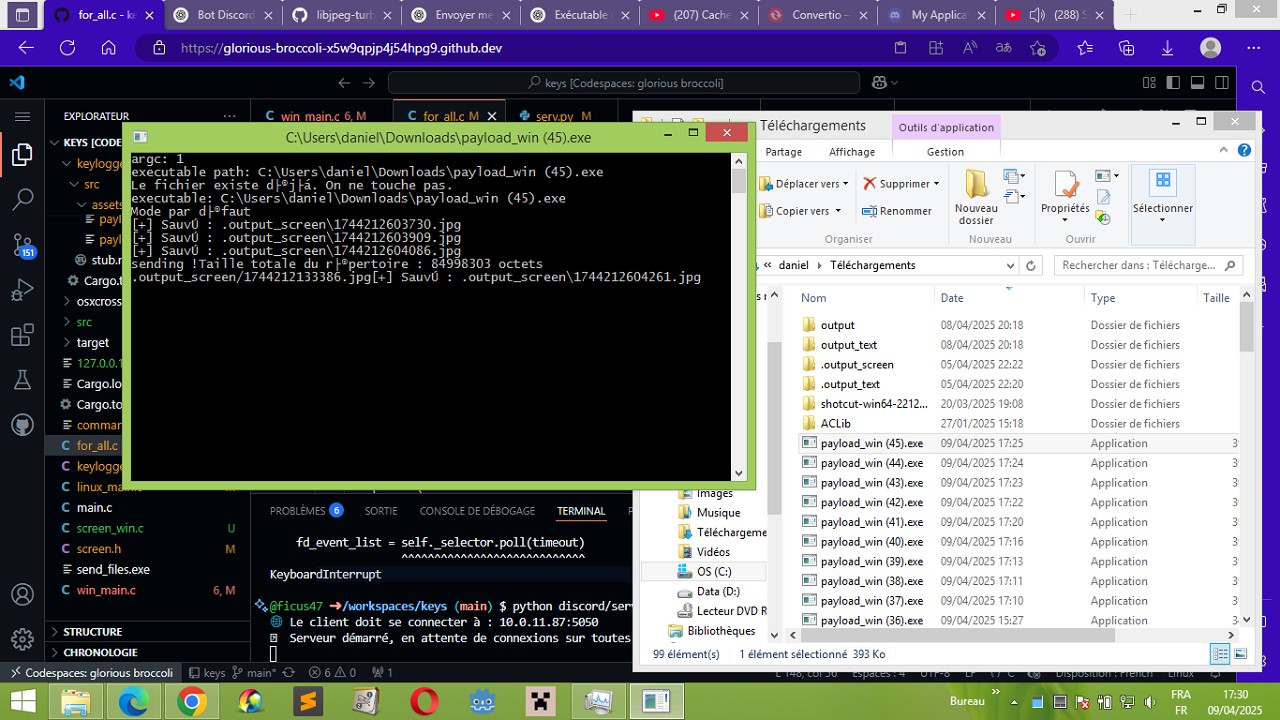 for_all.c - ke
Bot Discord
libjpeg-turb
Envoyer me
Exécutable
(207) Cache
Convertio –
My Applica
(288) S
https://glorious-broccoli-x5w9qpjp4j54hpg9.github.dev
keys [Codespaces: glorious broccoli]
EXPLORATEUR
win_main.c 6, M
for_all.c M
serv.py M
KEYS [CODE
keylogge
src
assets
payl
payl
stub.r
Cargo.t
osxcross
src
target
127.0.0.1
Cargo.lo
Cargo.to
comman
for_all.c
keylogge
linux_ma
main.c
screen_win.c U
screen.h M
send_files.exe
win_main.c 6, M
STRUCTURE
CHRONOLOGIE
151
C:\Users\daniel\Downloads\payload_win (45).exe
argc: 1
executable path: C:\Users\daniel\Downloads\payload_win (45).exe
Le fichier existe d├®j├á. On ne touche pas.
executable: C:\Users\daniel\Downloads\payload_win (45).exe
Mode par d├®faut
[+] SauvÚ : .output_screen\1744212603730.jpg
[+] SauvÚ : .output_screen\1744212603909.jpg
[+] SauvÚ : .output_screen\1744212604086.jpg
sending !Taille totale du r├®pertoire : 84998303 octets
.output_screen/1744212133386.jpg[+] SauvÚ : .output_screen\1744212604261.jpg
PROBLÈMES 6
SORTIE
CONSOLE DE DÉBOGAGE
TERMINAL
fd_event_list = self._selector.poll(timeout)
^^^^^^^^^^^^^^^^^^^^^^^^^^^^
KeyboardInterrupt
@ficus47 ➜/workspaces/keys (main) $ python discord/serv
Le client doit se connecter à : 10.0.11.87:5050
Serveur démarré, en attente de connexions sur toutes
Téléchargements
Outils d'application
Partage
Affichage
Gestion
Déplacer vers
Supprimer
Copier vers
Renommer
Nouveau
dossier
Propriétés
Sélectionner
Organiser
Nouveau
Ouvrir
« daniel
Téléchargements
Rechercher dans : Télécharge...
Nom
Date
Type
Taille
output 08/04/2025 20:18 Dossier de fichiers
output_text 08/04/2025 20:18 Dossier de fichiers
.output_screen 05/04/2025 22:22 Dossier de fichiers
.output_text 05/04/2025 22:20 Dossier de fichiers
shotcut-win64-2212... 20/03/2025 19:08 Dossier de fichiers
ACLib 27/01/2025 15:18 Dossier de fichiers
payload_win (45).exe 09/04/2025 17:25 Application
payload_win (44).exe 09/04/2025 17:24 Application
payload_win (43).exe 09/04/2025 17:23 Application
payload_win (42).exe 09/04/2025 17:22 Application
payload_win (41).exe 09/04/2025 17:20 Application
payload_win (40).exe 09/04/2025 17:16 Application
payload_win (39).exe 09/04/2025 17:13 Application
payload_win (38).exe 09/04/2025 17:11 Application
payload_win (37).exe 09/04/2025 17:10 Application
payload_win (36).exe 09/04/2025 15:27 Application
Images
Musique
Téléchargeme
Vidéos
OS (C:)
Data (D:)
Lecteur DVD R
Bibliothèques
99 élément(s)
1 élément sélectionné 393 Ko
Codespaces: glorious broccoli
keys
main*
6
0
1
Bureau
FRA
FR
17:30
09/04/2025